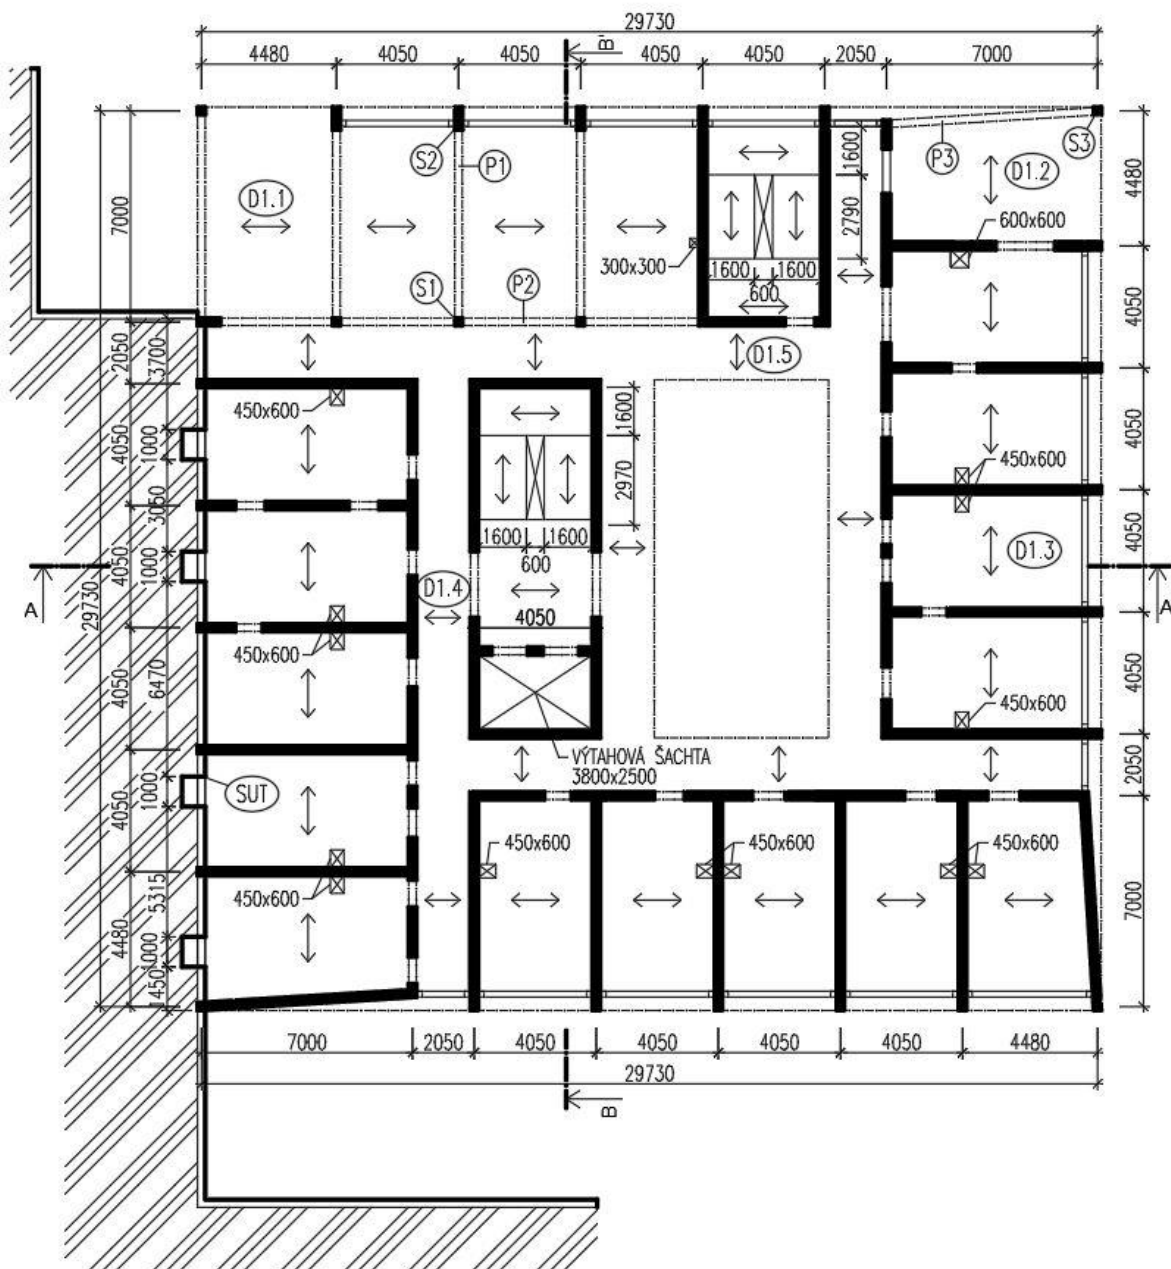 29730
B'
4480 4050 4050 4050 4050 2050 7000
S2 P1 P3 S3
D1.1 D1.2
1600
7000
2790
4480
600x600
300x300
1600 1600
600
S1 P2
D1.5
2050
3700
4050
450x600
1600
4050
1000
2970
450x600
4050
3050
1600 1600
600
D1.3
4050
A
29730
4050
1000
D1.4
4050
A
450x600
6470
4050
4050
450x600
VÝTAHOVÁ ŠACHTA
3800x2500
2050
SUT
4050
1000
450x600 450x600 450x600
450x600
5315
4480
1000
1450
7000
7000 2050 4050 4050 4050 4050 4480
29730
B